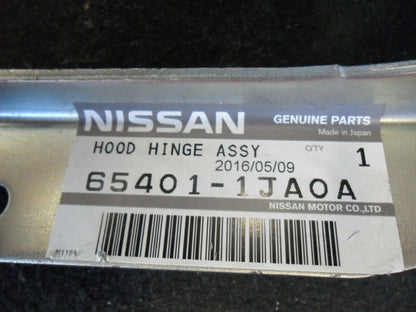 NISSAN GENUINE PARTS
Made in Japan
HOOD HINGE ASSY QTY 1
2016/05/09
65401-1JA0A
NISSAN MOTOR CO.,LTD